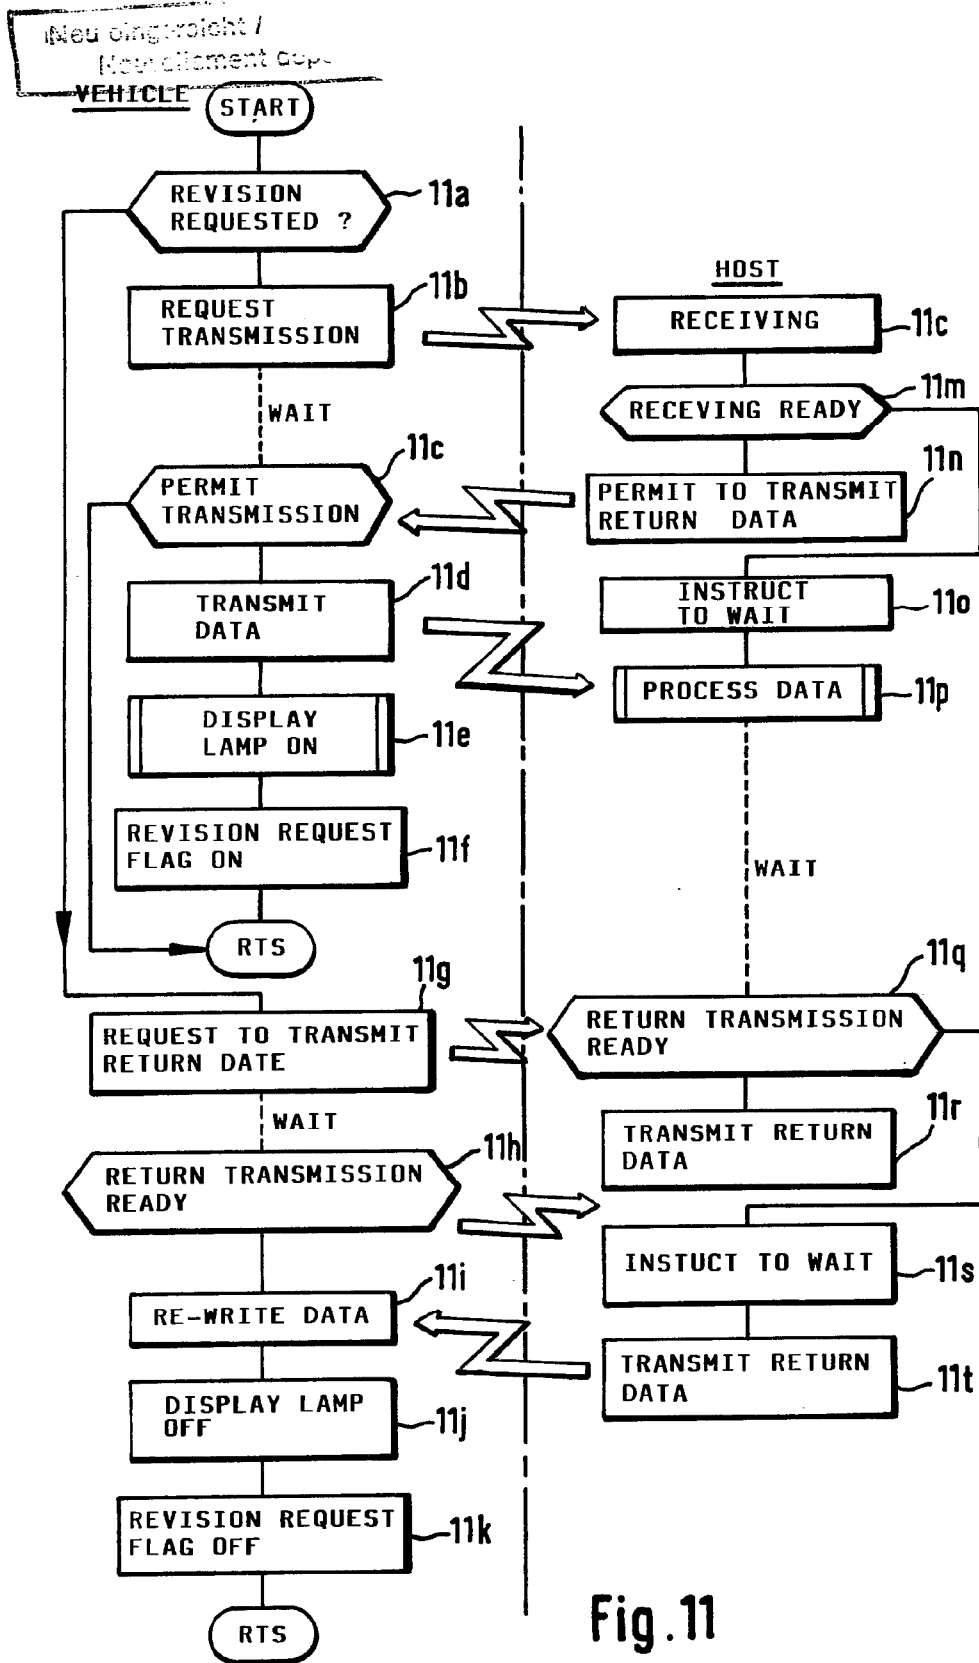 Neu eingereicht /
VEHICLE
START
REVISION
REQUESTED ?
11a
REQUEST
TRANSMISSION
11b
WAIT
PERMIT
TRANSMISSION
11c
TRANSMIT
DATA
11d
DISPLAY
LAMP ON
11e
REVISION REQUEST
FLAG ON
11f
RTS
11g
REQUEST TO TRANSMIT
RETURN DATE
WAIT
11h
RETURN TRANSMISSION
READY
11i
RE-WRITE DATA
DISPLAY LAMP
OFF
11j
REVISION REQUEST
FLAG OFF
11k
RTS
HOST
RECEIVING
11c
11m
RECEVING READY
11n
PERMIT TO TRANSMIT
RETURN DATA
INSTRUCT
TO WAIT
11o
PROCESS DATA
11p
WAIT
11q
RETURN TRANSMISSION
READY
11r
TRANSMIT RETURN
DATA
INSTUCT TO WAIT
11s
TRANSMIT RETURN
DATA
11t
Fig.11